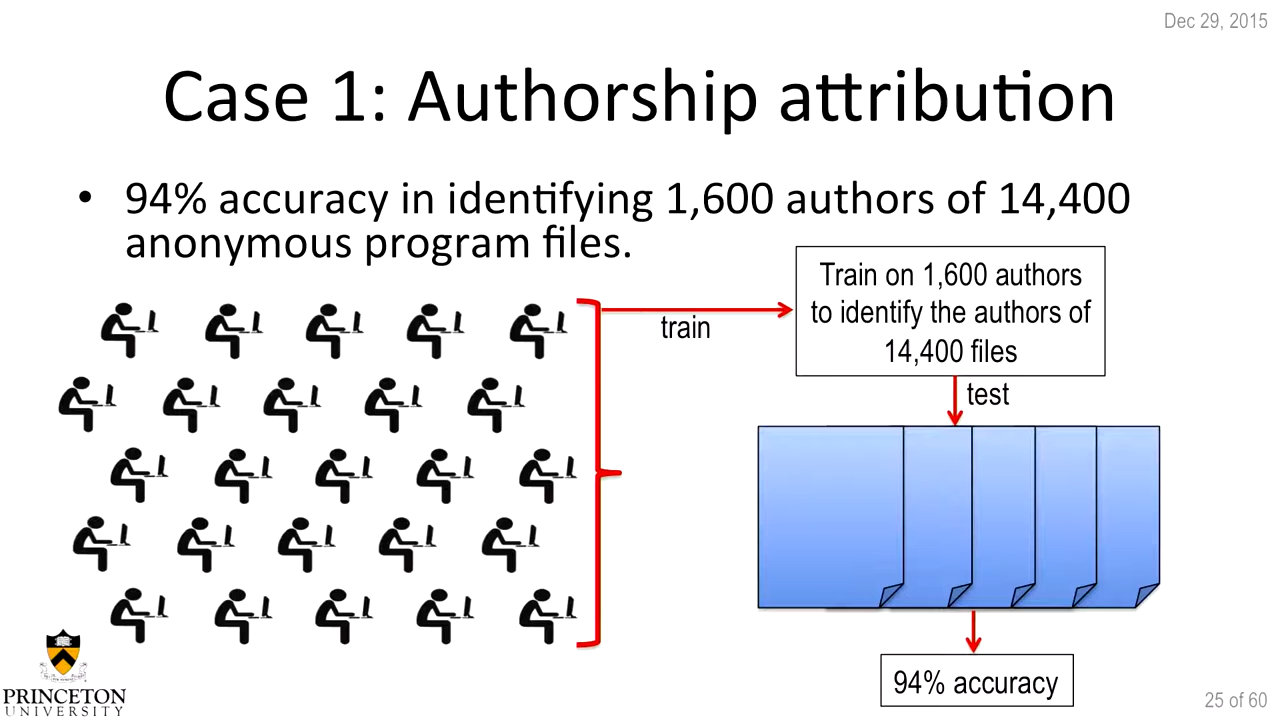 Dec 29, 2015
Case 1: Authorship attribution
• 94% accuracy in identifying 1,600 authors of 14,400
anonymous program files.
Train on 1,600 authors
to identify the authors of
14,400 files
train
test
94% accuracy
PRINCETON
UNIVERSITY
25 of 60